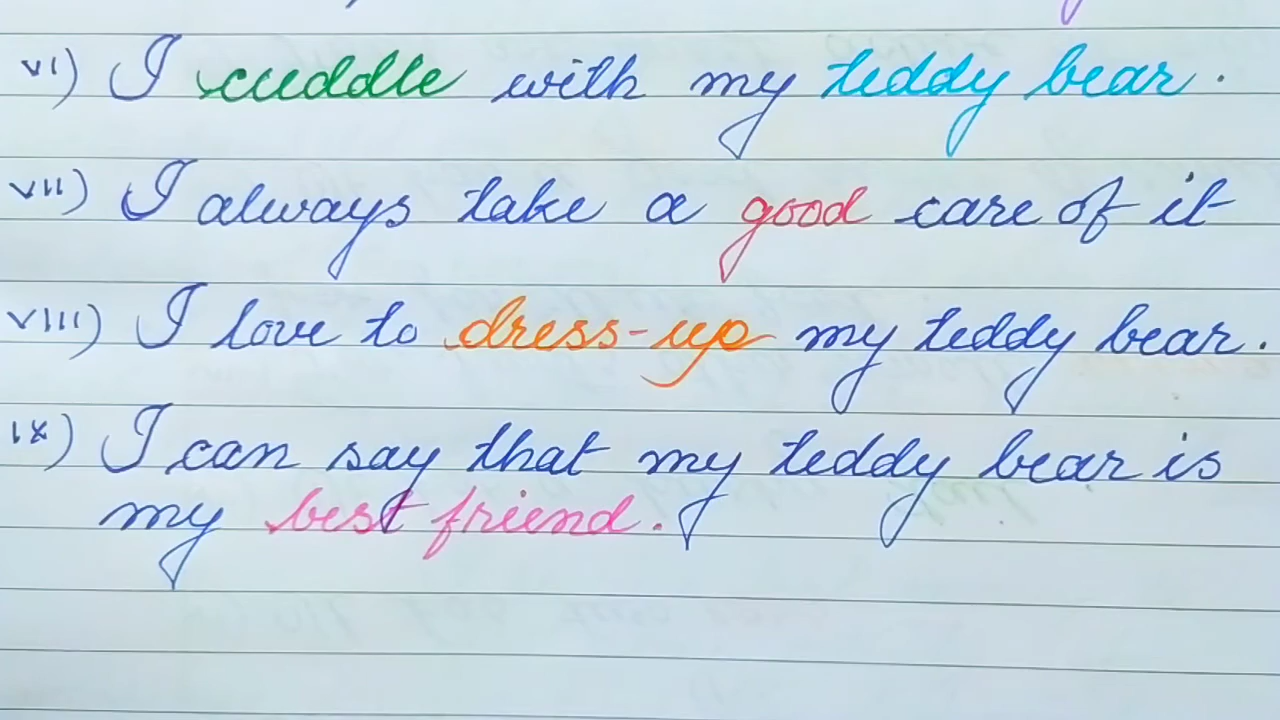 vi) I cuddle with my teddy bear.
vii) I always take a good care of it
viii) I love to dress-up my teddy bear.
ix) I can say that my teddy bear is
my best friend.